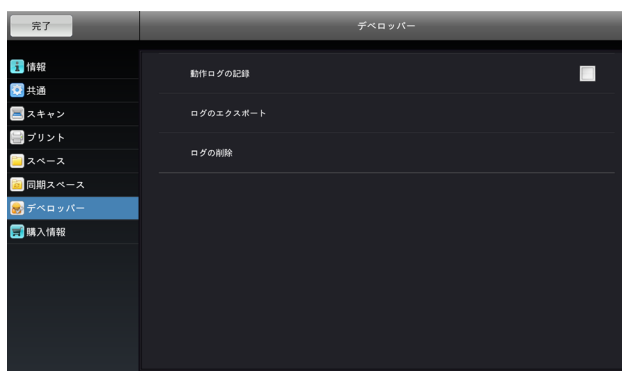 完了
デベロッパー
情報
共通
スキャン
プリント
スペース
同期スペース
デベロッパー
購入情報
動作ログの記録
ログのエクスポート
ログの削除